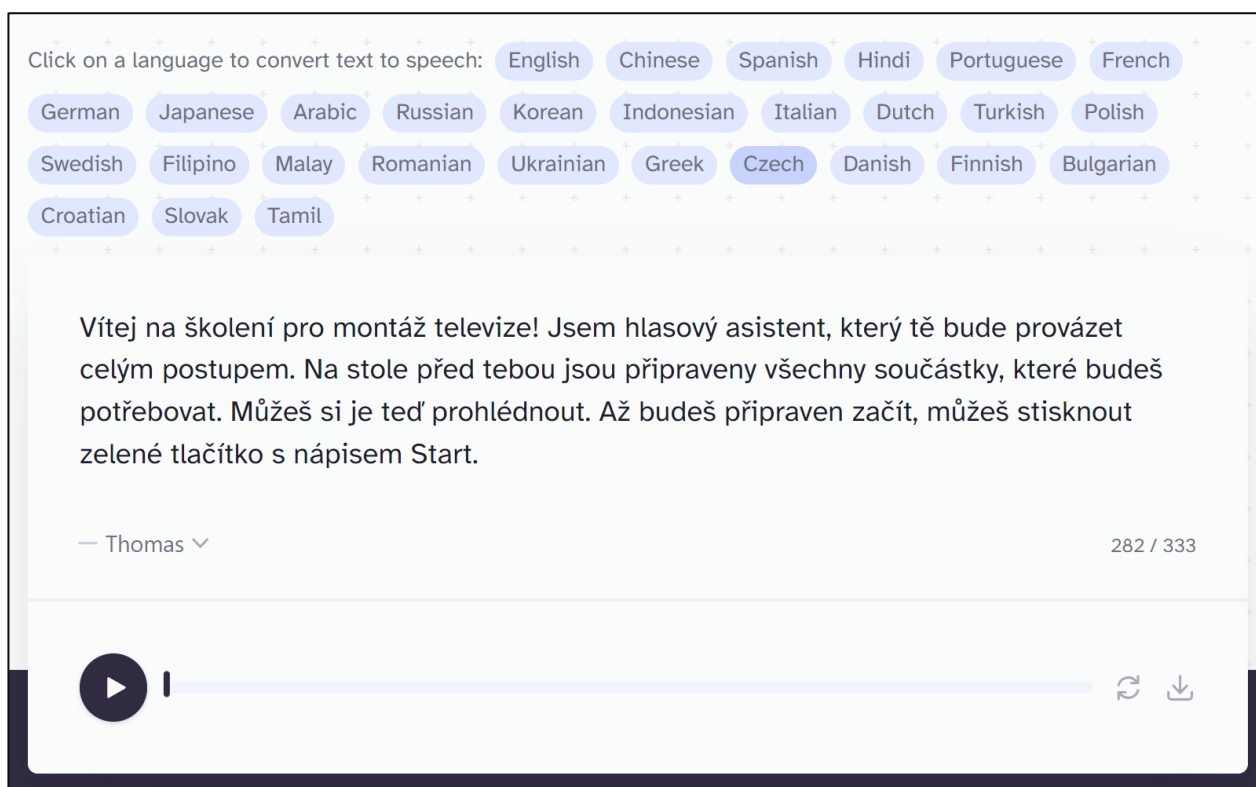 Click on a language to convert text to speech: English Chinese Spanish Hindi Portuguese French
German Japanese Arabic Russian Korean Indonesian Italian Dutch Turkish Polish
Swedish Filipino Malay Romanian Ukrainian Greek Czech Danish Finnish Bulgarian
Croatian Slovak Tamil
Vítej na školení pro montáž televize! Jsem hlasový asistent, který tě bude provázet
celým postupem. Na stole před tebou jsou připraveny všechny součástky, které budeš
potřebovat. Můžeš si je teď prohlédnout. Až budeš připraven začít, můžeš stisknout
zelené tlačítko s nápisem Start.
— Thomas
282 / 333